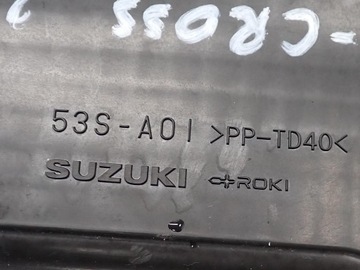 -CROSS
53S-A01 >PP-TD40<
SUZUKI ROKI